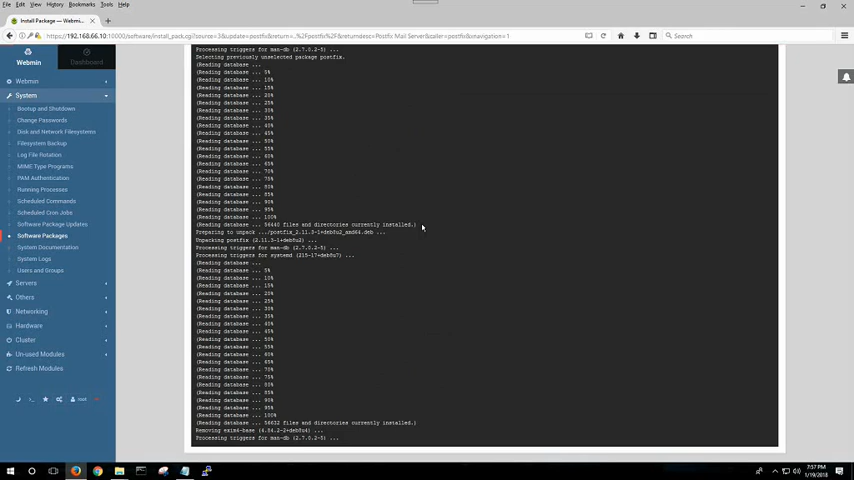 File Edit View History Bookmarks Tools Help
Install Package — Webmi...
https://192.168.66.10:10000/software/install_pack.cgi?source=3&update=postfix&return=..%2Fpostfix%2F&returndesc=Postfix Mail Server&caller=postfix&navigation=1
Search
Webmin
Dashboard
Webmin
System
Bootup and Shutdown
Change Passwords
Disk and Network Filesystems
Filesystem Backup
Log File Rotation
MIME Type Programs
PAM Authentication
Running Processes
Scheduled Commands
Scheduled Cron Jobs
Software Package Updates
Software Packages
System Documentation
System Logs
Users and Groups
Servers
Others
Networking
Hardware
Cluster
Un-used Modules
Refresh Modules
root
Processing triggers for man-db (2.7.0.2-5) ...
Selecting previously unselected package postfix.
(Reading database ...
(Reading database ... 5%
(Reading database ... 10%
(Reading database ... 15%
(Reading database ... 20%
(Reading database ... 25%
(Reading database ... 30%
(Reading database ... 35%
(Reading database ... 40%
(Reading database ... 45%
(Reading database ... 50%
(Reading database ... 55%
(Reading database ... 60%
(Reading database ... 65%
(Reading database ... 70%
(Reading database ... 75%
(Reading database ... 80%
(Reading database ... 85%
(Reading database ... 90%
(Reading database ... 95%
(Reading database ... 100%
(Reading database ... 56440 files and directories currently installed.)
Preparing to unpack .../postfix_2.11.3-1+deb8u2_amd64.deb ...
Unpacking postfix (2.11.3-1+deb8u2) ...
Processing triggers for man-db (2.7.0.2-5) ...
Processing triggers for systemd (215-17+deb8u7) ...
(Reading database ...
(Reading database ... 5%
(Reading database ... 10%
(Reading database ... 15%
(Reading database ... 20%
(Reading database ... 25%
(Reading database ... 30%
(Reading database ... 35%
(Reading database ... 40%
(Reading database ... 45%
(Reading database ... 50%
(Reading database ... 55%
(Reading database ... 60%
(Reading database ... 65%
(Reading database ... 70%
(Reading database ... 75%
(Reading database ... 80%
(Reading database ... 85%
(Reading database ... 90%
(Reading database ... 95%
(Reading database ... 100%
(Reading database ... 56632 files and directories currently installed.)
Removing exim4-base (4.84.2-2+deb8u4) ...
Processing triggers for man-db (2.7.0.2-5) ...
7:37 PM
1/19/2018